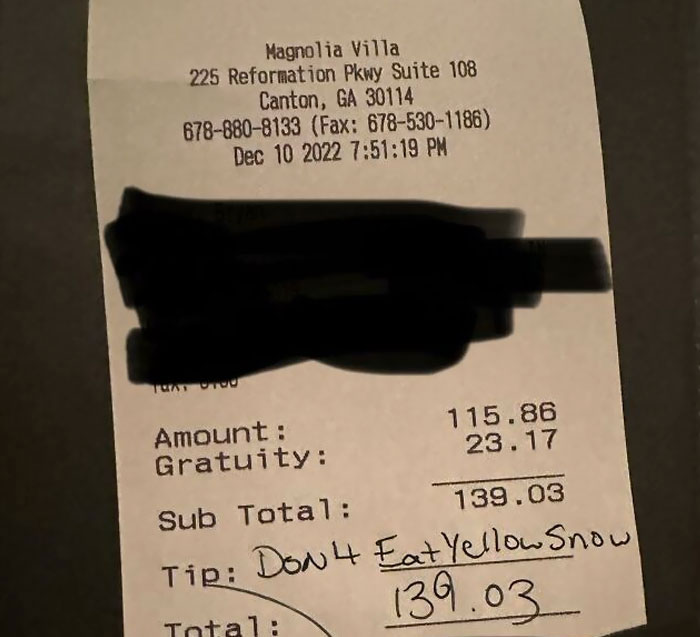 Magnolia Villa
225 Reformation Pkwy Suite 108
Canton, GA 30114
678-880-8133 (Fax: 678-530-1186)
Dec 10 2022 7:51:19 PM
Amount: 115.86
Gratuity: 23.17
Sub Total: 139.03
Tip: Don4 Eat Yellow Snow
Total: 139.03